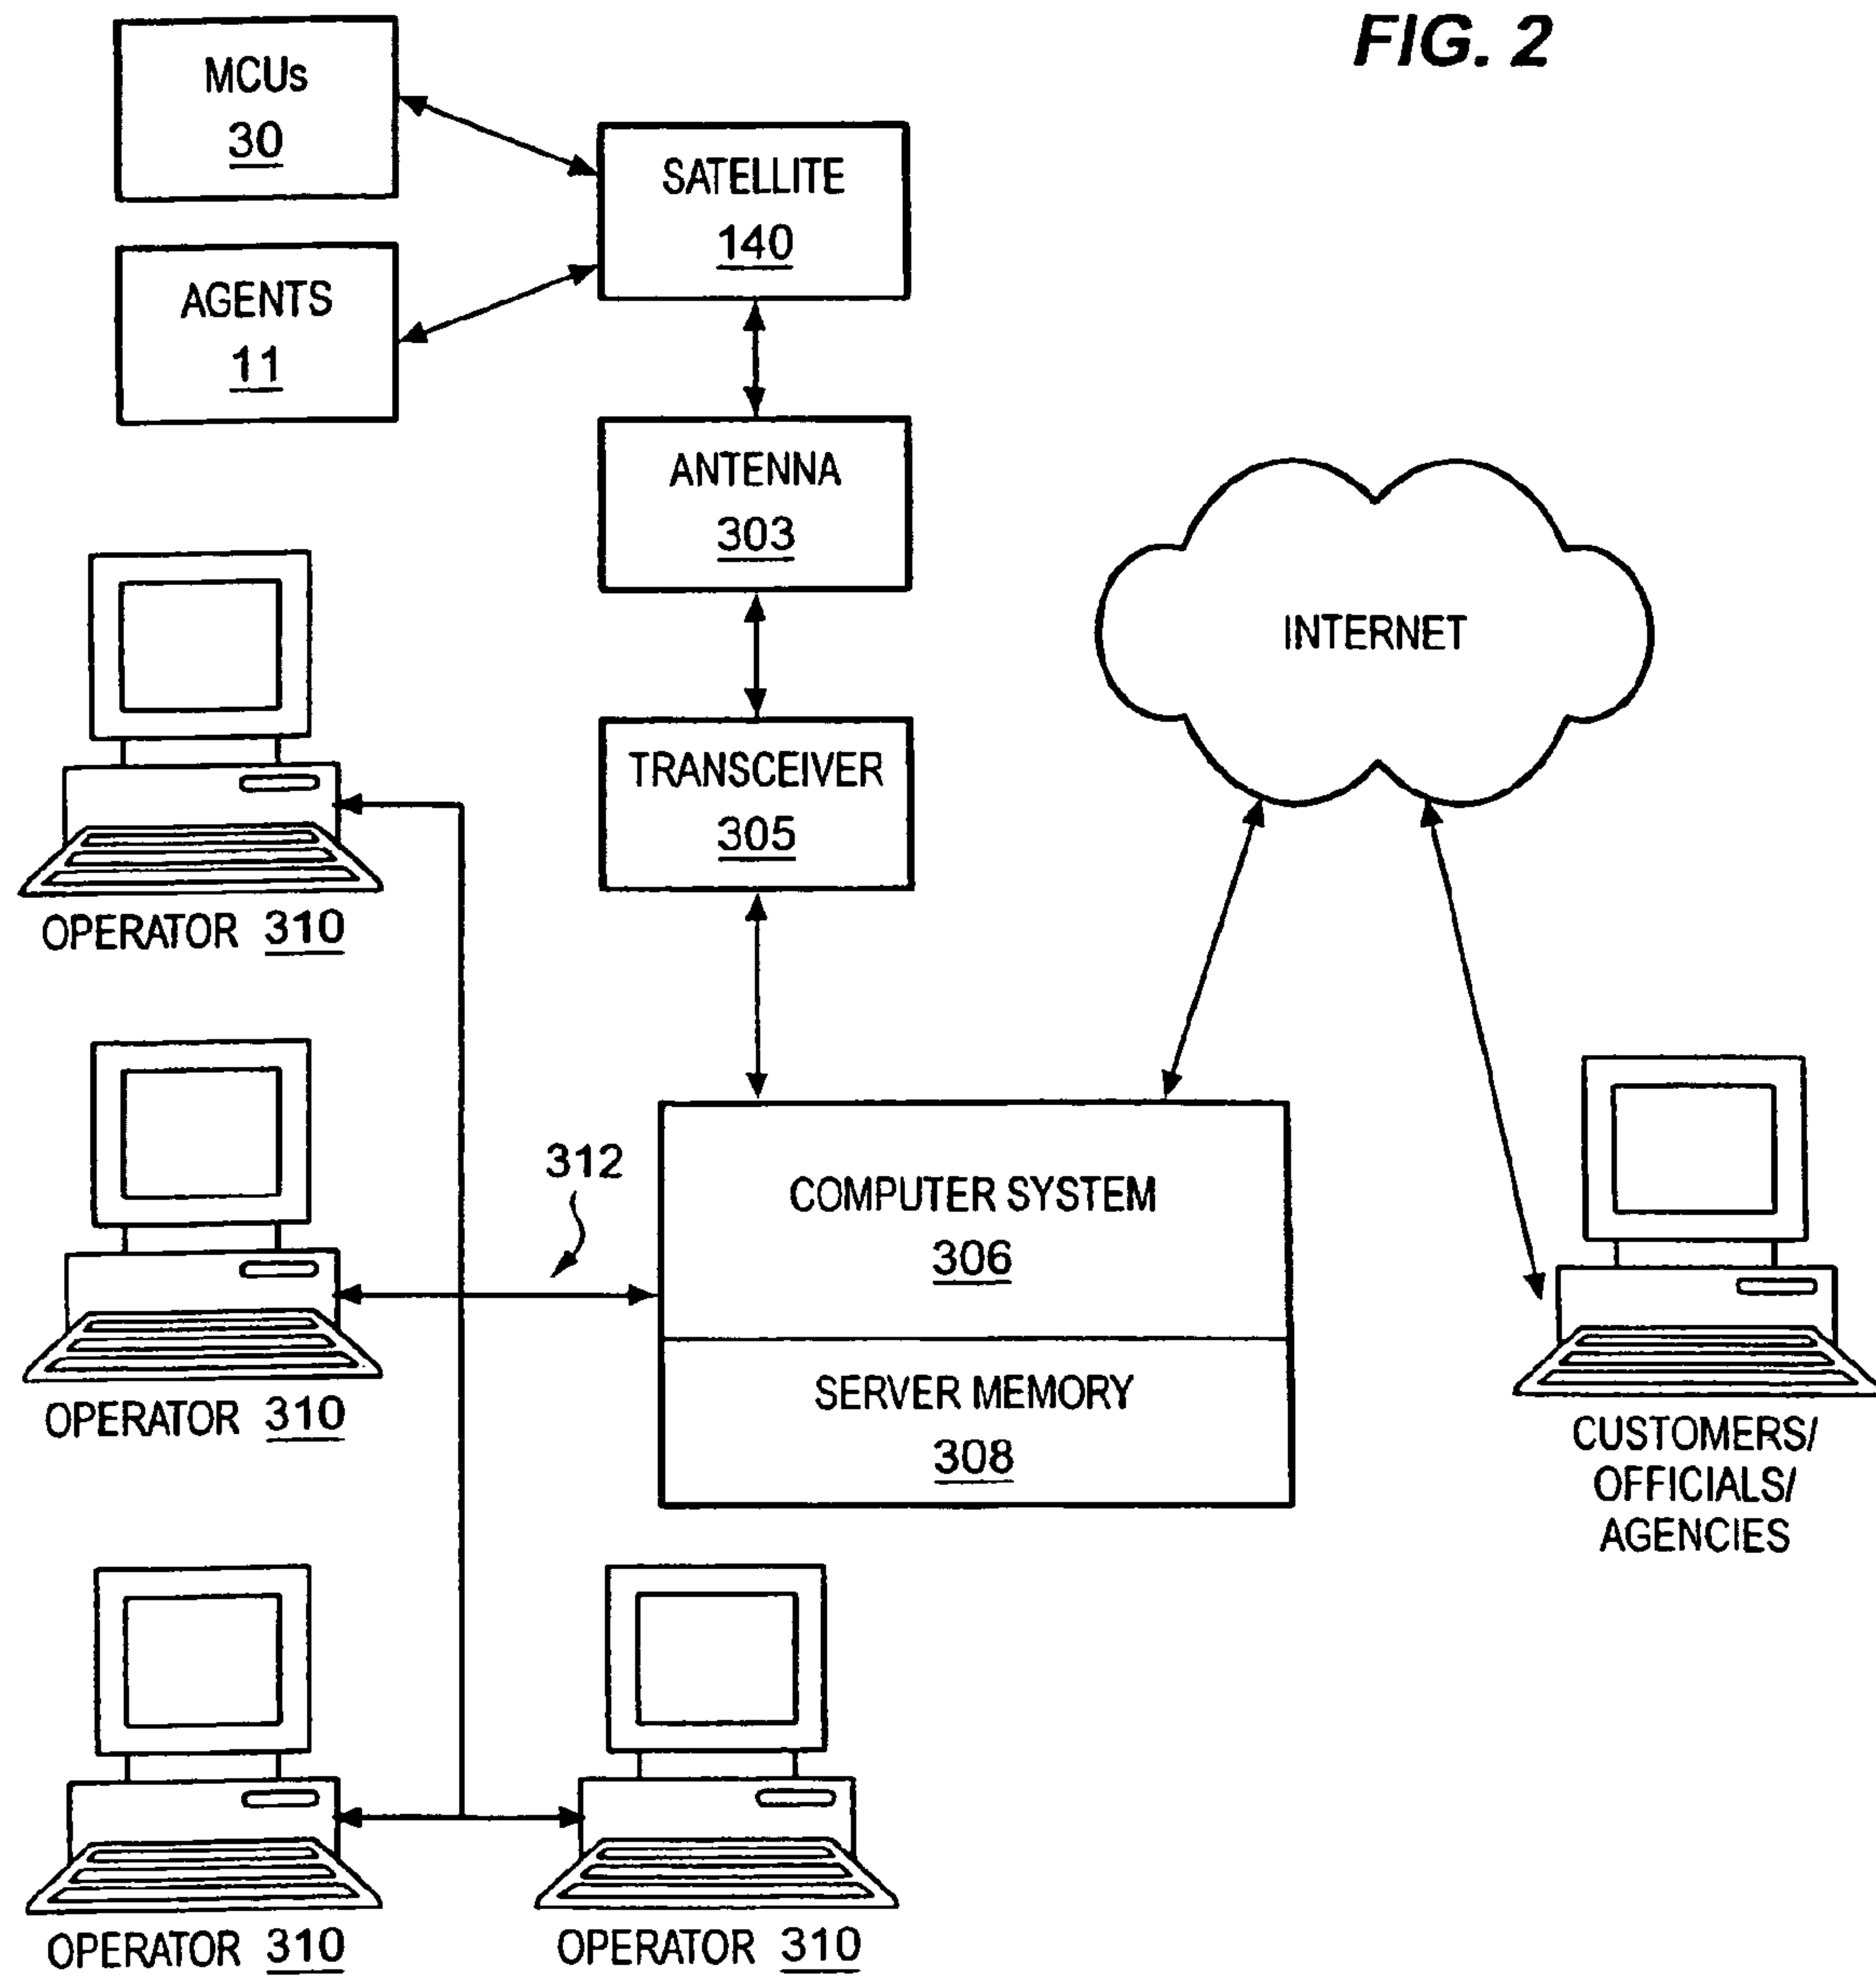 FIG. 2
MCUs
30
SATELLITE
140
AGENTS
11
ANTENNA
303
INTERNET
TRANSCEIVER
305
OPERATOR 310
312
COMPUTER SYSTEM
306
OPERATOR 310
SERVER MEMORY
308
CUSTOMERS/
OFFICIALS/
AGENCIES
OPERATOR 310
OPERATOR 310